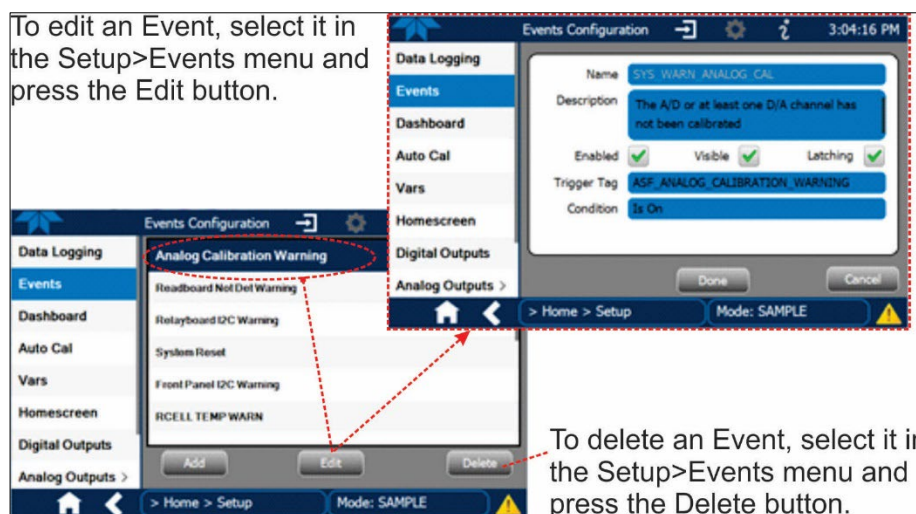 To edit an Event, select it in
the Setup>Events menu and
press the Edit button.
Events Configuration 3:04:16 PM
Data Logging
Events
Dashboard
Auto Cal
Vars
Homescreen
Digital Outputs
Analog Outputs >
Name SYS_WARN_ANALOG_CAL
Description The A/D or at least one D/A channel has
not been calibrated
Enabled Visible Latching
Trigger Tag ASF_ANALOG_CALIBRATION_WARNING
Condition Is On
Done Cancel
> Home > Setup Mode: SAMPLE
Events Configuration
Data Logging
Events
Dashboard
Auto Cal
Vars
Homescreen
Digital Outputs
Analog Outputs >
Analog Calibration Warning
Readboard Not Det Warning
Relayboard I2C Warning
System Reset
Front Panel I2C Warning
RCELL TEMP WARN
Add Edit Delete
> Home > Setup Mode: SAMPLE
To delete an Event, select it in
the Setup>Events menu and
press the Delete button.